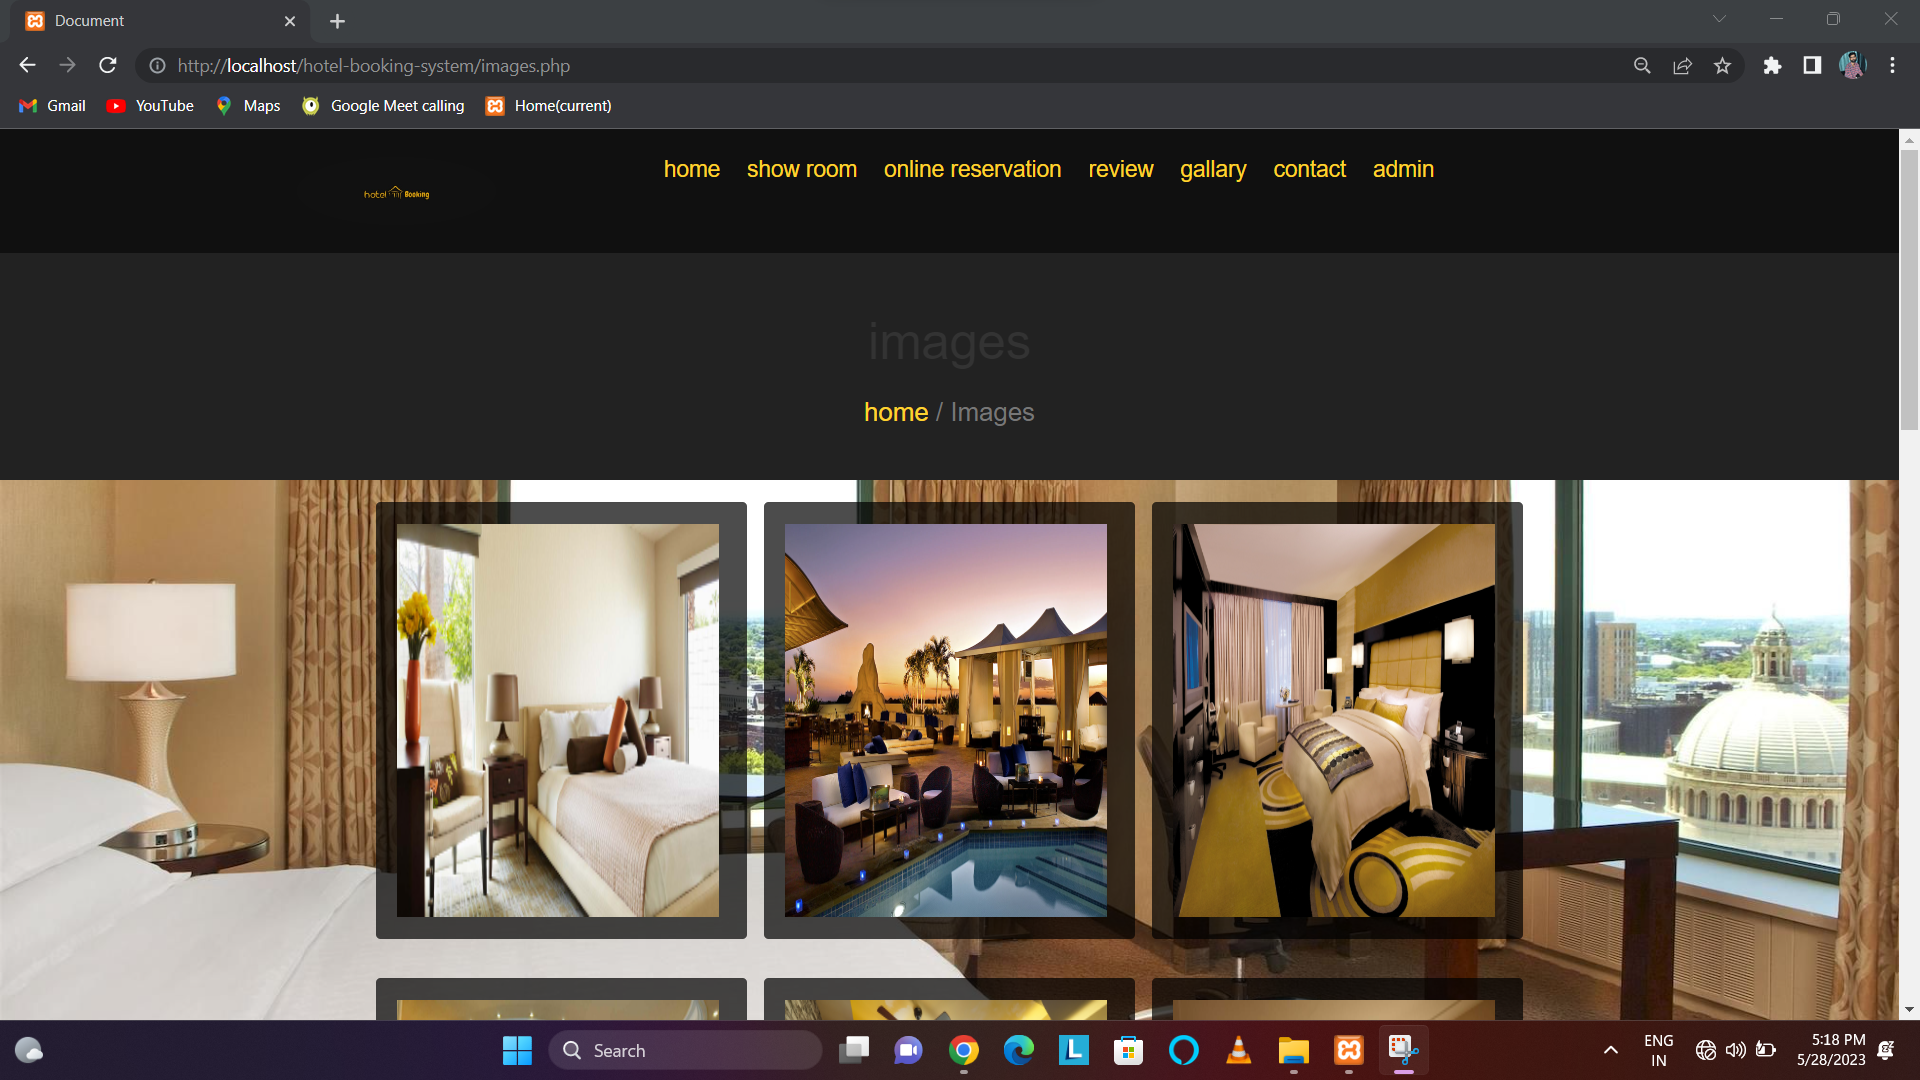 Document
http://localhost/hotel-booking-system/images.php
Gmail YouTube Maps Google Meet calling Home(current)
hotel Booking
home show room online reservation review gallary contact admin
images
home / Images
Search
L
ENG
IN
5:18 PM
5/28/2023